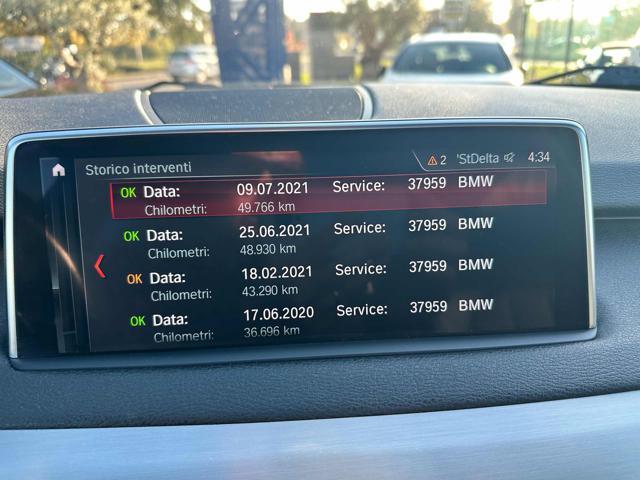 Storico interventi 2 'StDelta 4:34
OK Data: 09.07.2021 Service: 37959 BMW
Chilometri: 49.766 km
OK Data: 25.06.2021 Service: 37959 BMW
Chilometri: 48.930 km
OK Data: 18.02.2021 Service: 37959 BMW
Chilometri: 43.290 km
OK Data: 17.06.2020 Service: 37959 BMW
Chilometri: 36.696 km